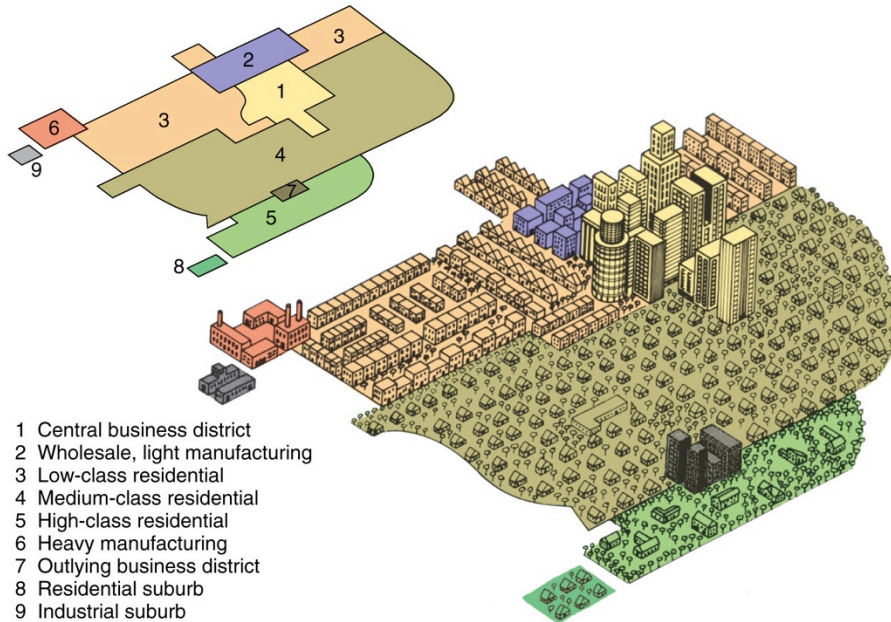 3
2
1
3
6
9
4
7
5
8
1 Central business district
2 Wholesale, light manufacturing
3 Low-class residential
4 Medium-class residential
5 High-class residential
6 Heavy manufacturing
7 Outlying business district
8 Residential suburb
9 Industrial suburb